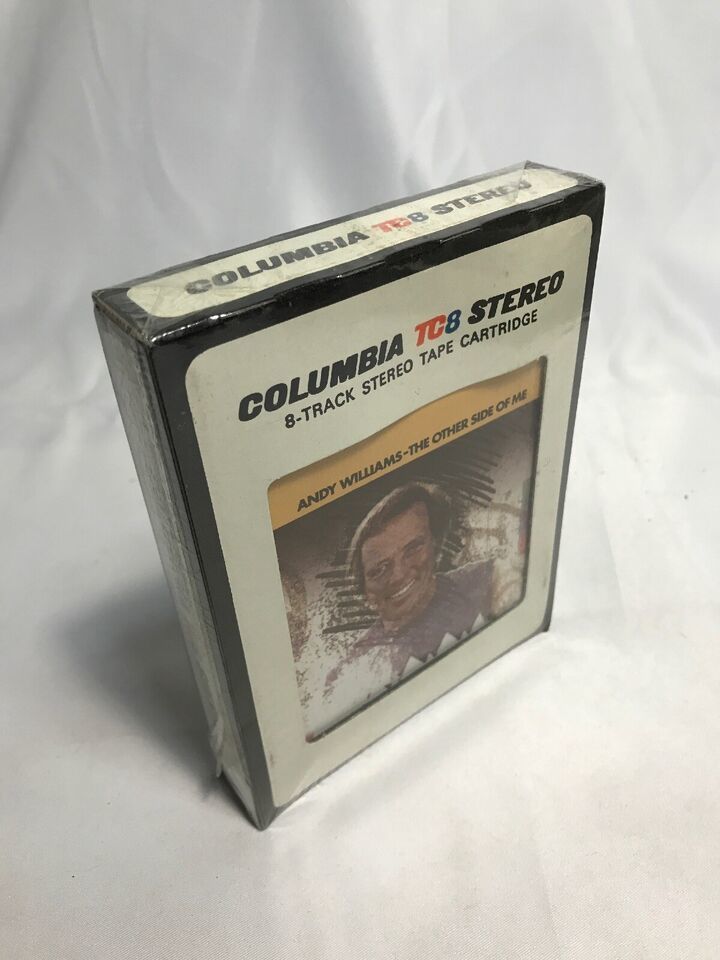 COLUMBIA TC8 STEREO
COLUMBIA TC8 STEREO
8-TRACK STEREO TAPE CARTRIDGE
ANDY WILLIAMS-THE OTHER SIDE OF ME